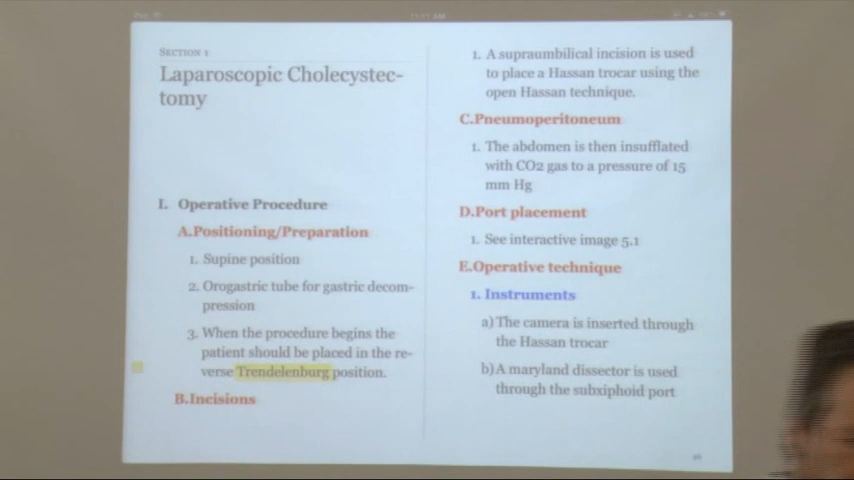 11:11 AM
SECTION 1
Laparoscopic Cholecystec-
tomy
I. Operative Procedure
A.Positioning/Preparation
1. Supine position
2. Orogastric tube for gastric decom-
pression
3. When the procedure begins the
patient should be placed in the re-
verse Trendelenburg position.
B.Incisions
1. A supraumbilical incision is used
to place a Hassan trocar using the
open Hassan technique.
C.Pneumoperitoneum
1. The abdomen is then insufflated
with CO2 gas to a pressure of 15
mm Hg
D.Port placement
1. See interactive image 5.1
E.Operative technique
1. Instruments
a)The camera is inserted through
the Hassan trocar
b)A maryland dissector is used
through the subxiphoid port